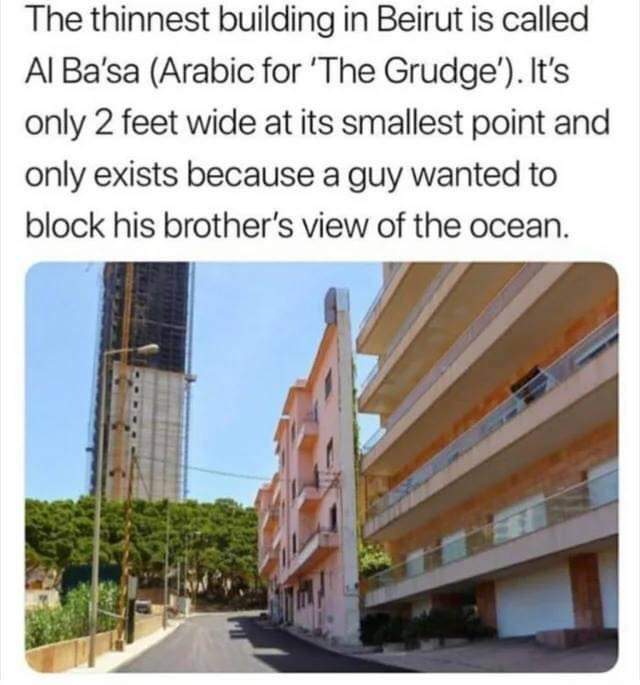 The thinnest building in Beirut is called
Al Ba'sa (Arabic for 'The Grudge'). It's
only 2 feet wide at its smallest point and
only exists because a guy wanted to
block his brother's view of the ocean.